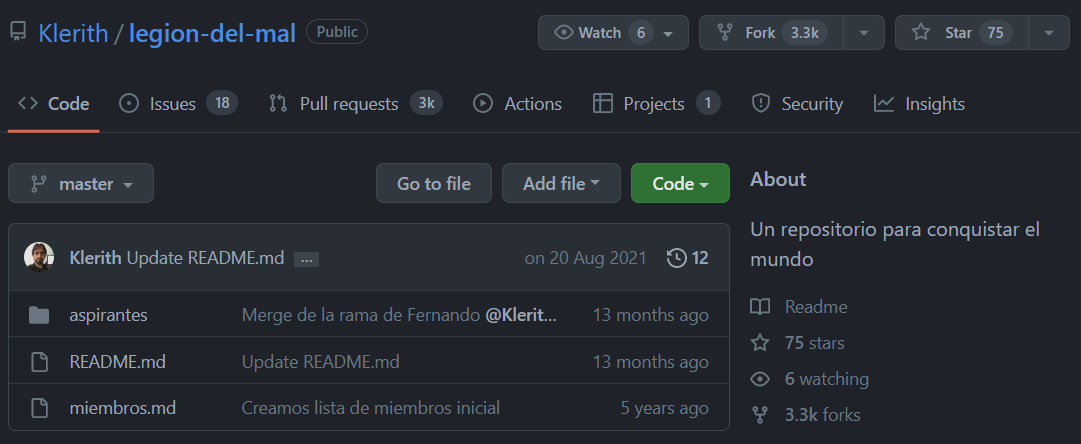 Klerith / legion-del-mal Public Watch 6 Fork 3.3k Star 75
Code Issues 18 Pull requests 3k Actions Projects 1 Security Insights
master Go to file Add file Code
Klerith Update README.md ... on 20 Aug 2021 12
aspirantes Merge de la rama de Fernando @Klerit... 13 months ago
README.md Update README.md 13 months ago
miembros.md Creamos lista de miembros inicial 5 years ago
About
Un repositorio para conquistar el
mundo
Readme
75 stars
6 watching
3.3k forks